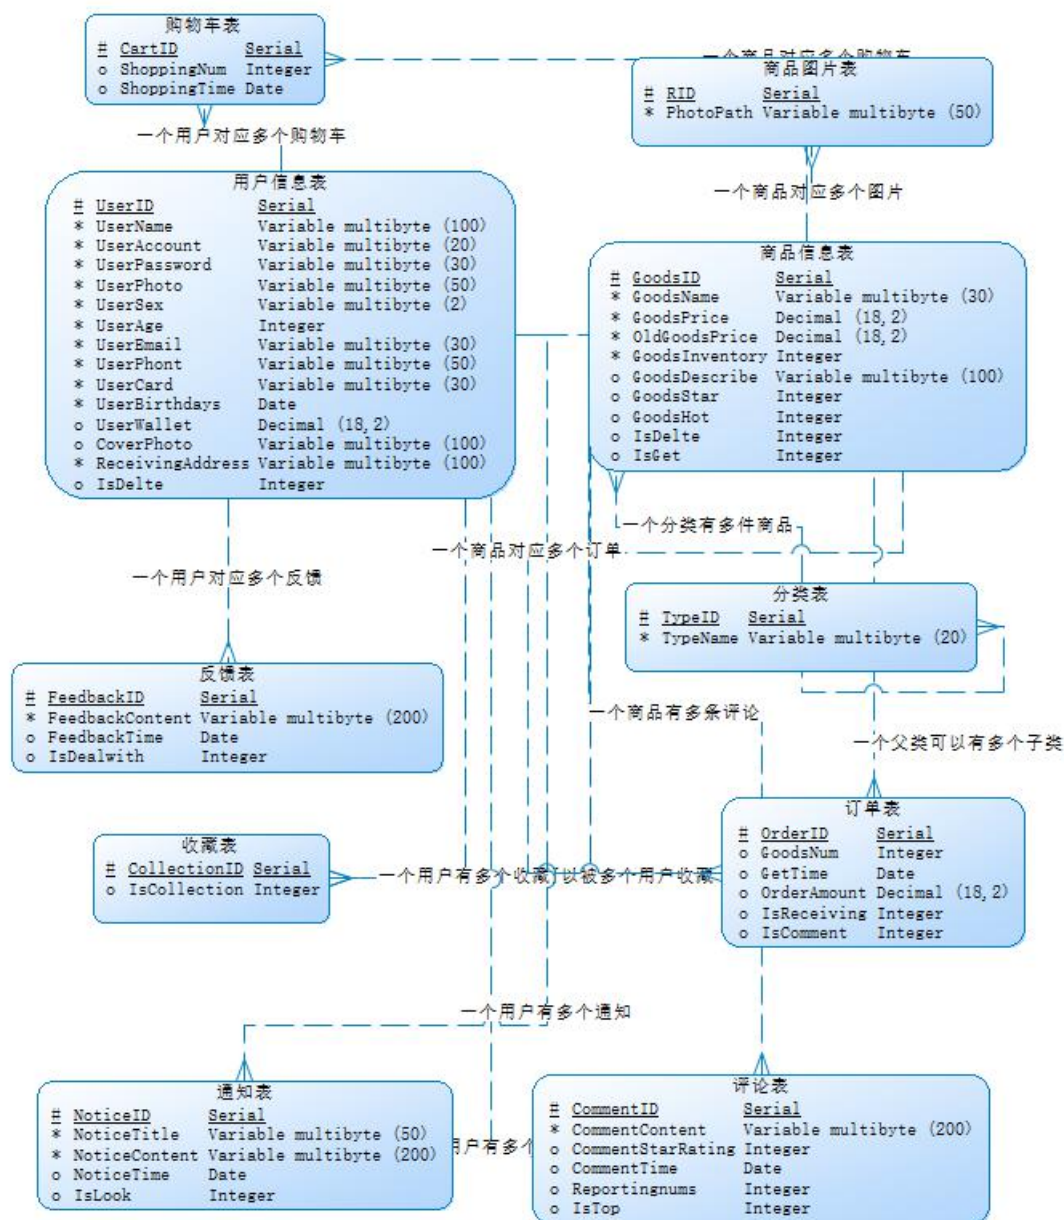 购物车表
# CartID Serial
o ShoppingNum Integer
o ShoppingTime Date
一个商品对应多个购物车
商品图片表
# RID Serial
* PhotoPath Variable multibyte (50)
一个用户对应多个购物车
一个商品对应多个图片
用户信息表
# UserID Serial
* UserName Variable multibyte (100)
* UserAccount Variable multibyte (20)
* UserPassword Variable multibyte (30)
* UserPhoto Variable multibyte (50)
* UserSex Variable multibyte (2)
* UserAge Integer
* UserEmail Variable multibyte (30)
* UserPhont Variable multibyte (50)
* UserCard Variable multibyte (30)
* UserBirthdays Date
o UserWallet Decimal (18,2)
o CoverPhoto Variable multibyte (100)
* ReceivingAddress Variable multibyte (100)
o IsDelte Integer
商品信息表
# GoodsID Serial
* GoodsName Variable multibyte (30)
* GoodsPrice Decimal (18,2)
* OldGoodsPrice Decimal (18,2)
* GoodsInventory Integer
o GoodsDescribe Variable multibyte (100)
o GoodsStar Integer
o GoodsHot Integer
o IsDelte Integer
o IsGet Integer
一个分类有多件商品
一个商品对应多个订单
一个用户对应多个反馈
分类表
# TypeID Serial
* TypeName Variable multibyte (20)
反馈表
# FeedbackID Serial
* FeedbackContent Variable multibyte (200)
o FeedbackTime Date
o IsDealwith Integer
一个商品有多条评论
一个父类可以有多个子类
订单表
# OrderID Serial
o GoodsNum Integer
o GetTime Date
o OrderAmount Decimal (18,2)
o IsReceiving Integer
o IsComment Integer
收藏表
# CollectionID Serial
o IsCollection Integer
一个用户有多个收藏
以被多个用户收藏
一个用户有多个通知
通知表
# NoticeID Serial
* NoticeTitle Variable multibyte (50)
* NoticeContent Variable multibyte (200)
o NoticeTime Date
o IsLook Integer
用户有多个
评论表
# CommentID Serial
* CommentContent Variable multibyte (200)
o CommentStarRating Integer
o CommentTime Date
o Reportingnums Integer
o IsTop Integer